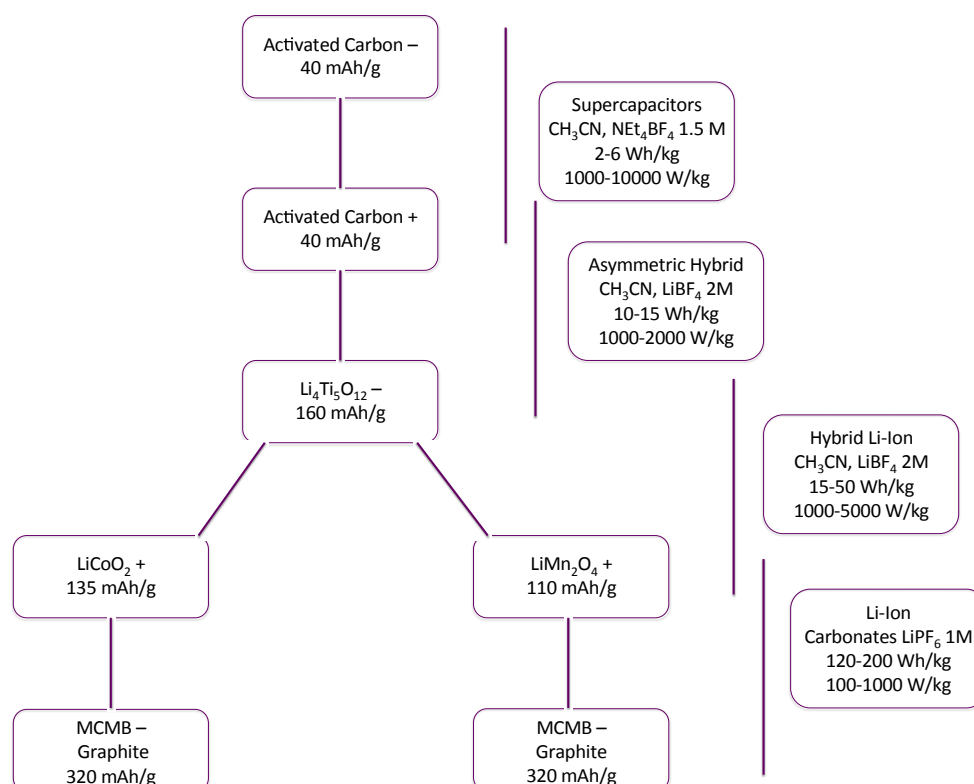 Activated Carbon –
40 mAh/g
Supercapacitors
CH₃CN, NEt₄BF₄ 1.5 M
2-6 Wh/kg
1000-10000 W/kg
Activated Carbon +
40 mAh/g
Asymmetric Hybrid
CH₃CN, LiBF₄ 2M
10-15 Wh/kg
1000-2000 W/kg
Li₄Ti₅O₁₂ –
160 mAh/g
Hybrid Li-Ion
CH₃CN, LiBF₄ 2M
15-50 Wh/kg
1000-5000 W/kg
LiCoO₂ +
135 mAh/g
LiMn₂O₄ +
110 mAh/g
Li-Ion
Carbonates LiPF₆ 1M
120-200 Wh/kg
100-1000 W/kg
MCMB –
Graphite
320 mAh/g
MCMB –
Graphite
320 mAh/g